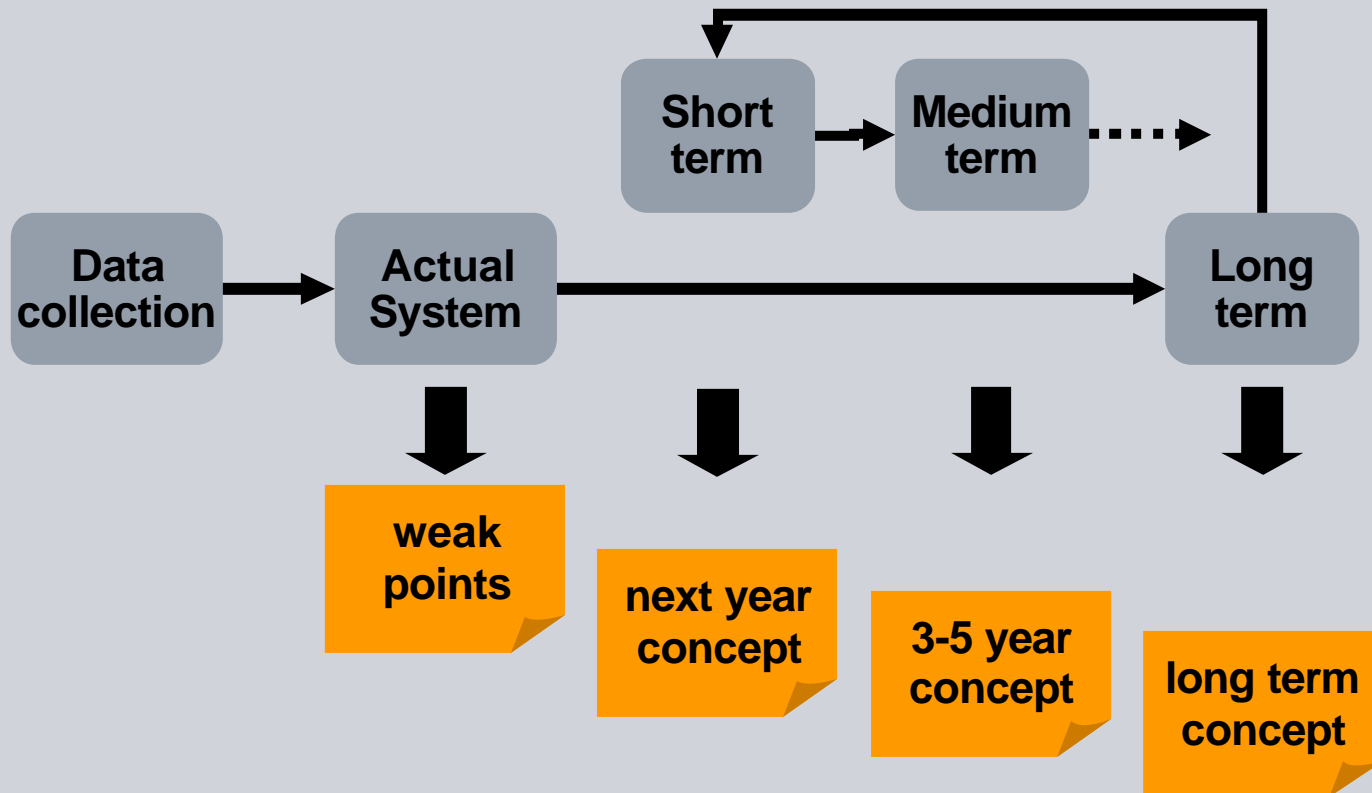 Short
term
Medium
term
Data
collection
Actual
System
Long
term
weak
points
next year
concept
3-5 year
concept
long term
concept